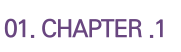 01. CHAPTER .1